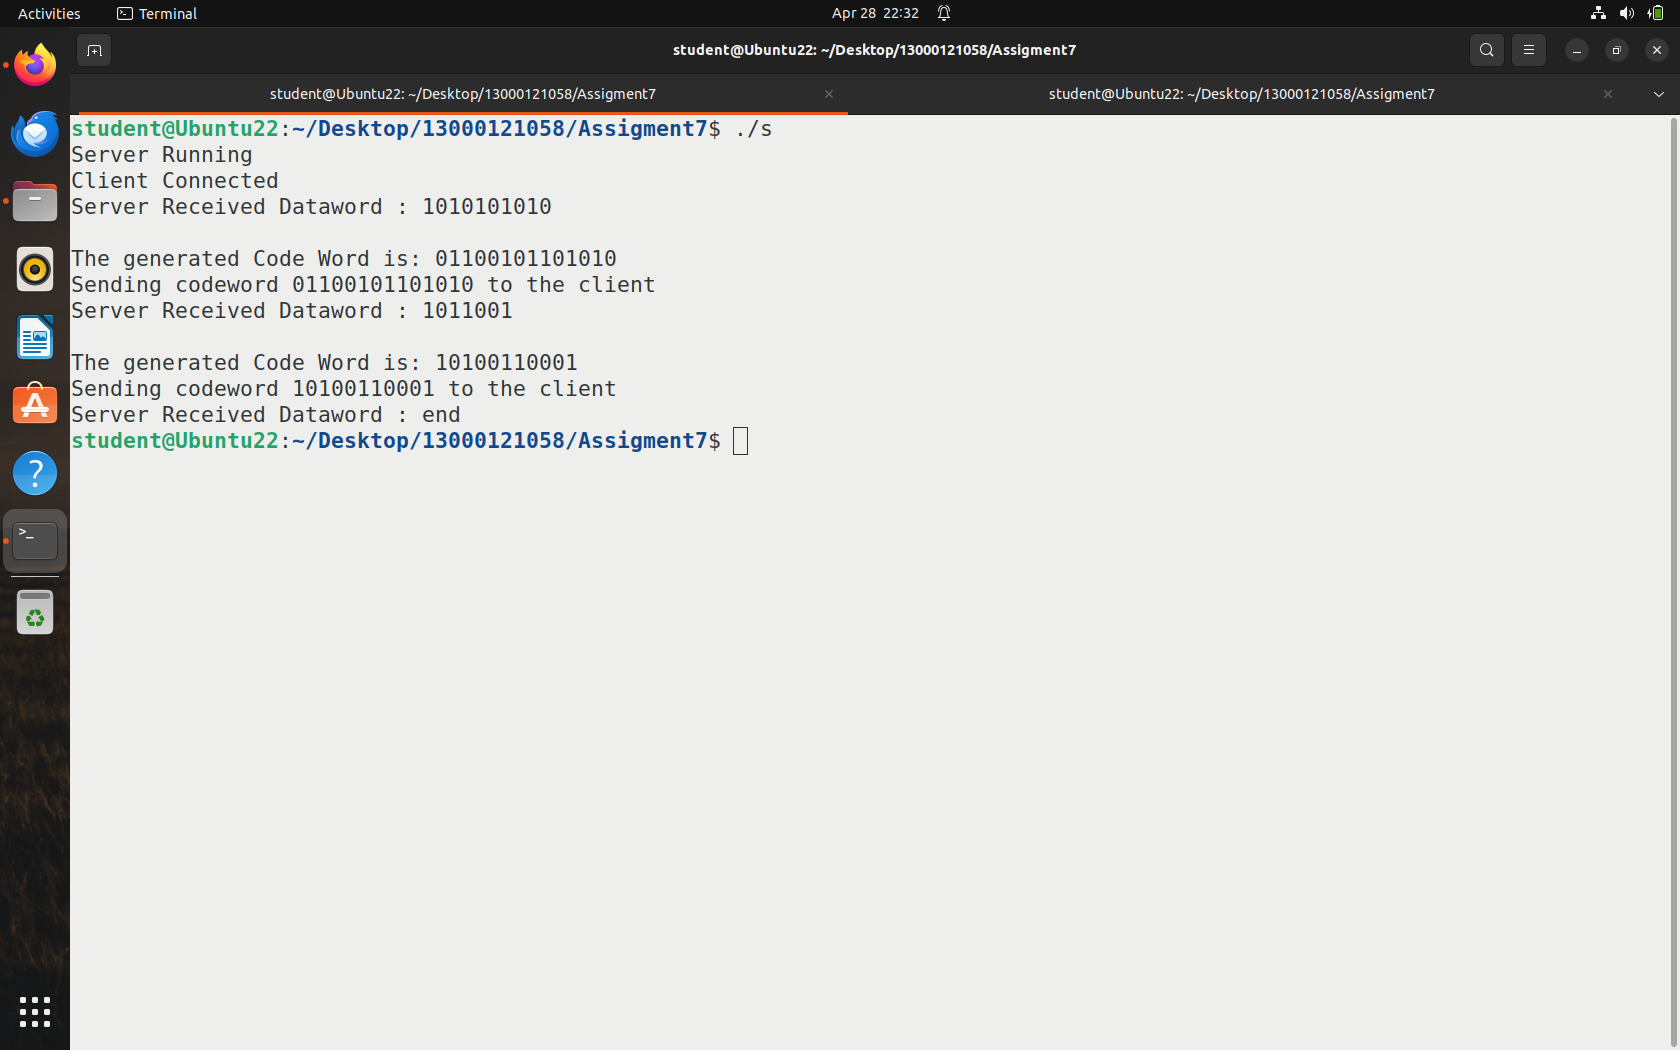 Activities
Terminal
Apr 28 22:32
student@Ubuntu22: ~/Desktop/13000121058/Assigment7
student@Ubuntu22: ~/Desktop/13000121058/Assigment7
student@Ubuntu22: ~/Desktop/13000121058/Assigment7
student@Ubuntu22:~/Desktop/13000121058/Assigment7$ ./s
Server Running
Client Connected
Server Received Dataword : 1010101010
The generated Code Word is: 01100101101010
Sending codeword 01100101101010 to the client
Server Received Dataword : 1011001
The generated Code Word is: 10100110001
Sending codeword 10100110001 to the client
Server Received Dataword : end
student@Ubuntu22:~/Desktop/13000121058/Assigment7$